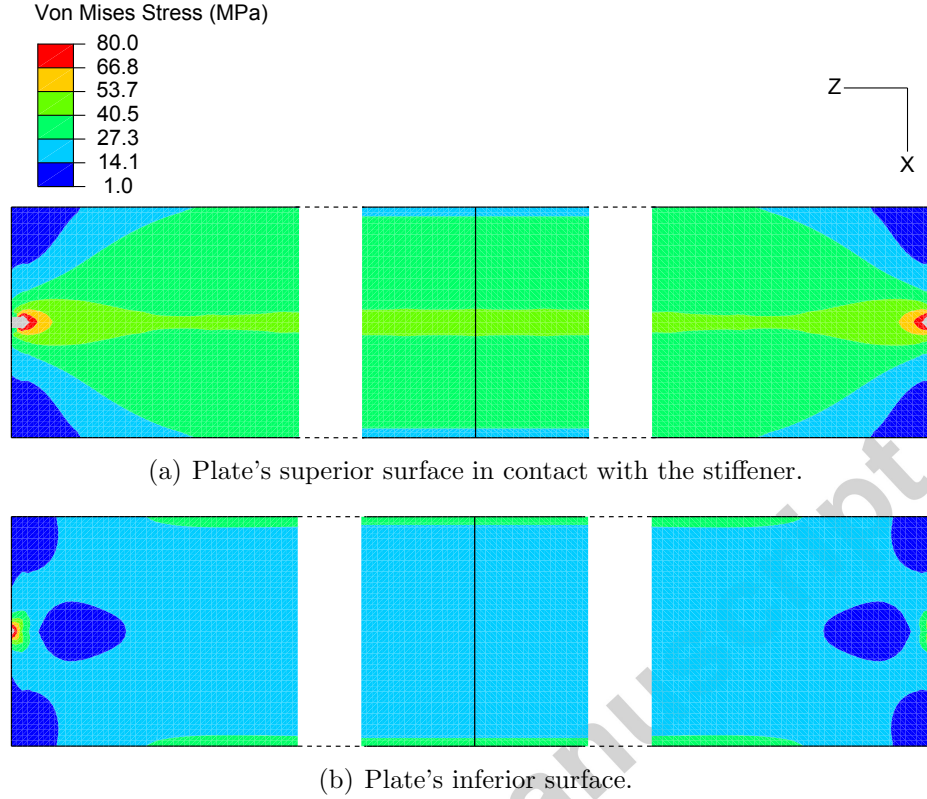 Von Mises Stress (MPa)
80.0
66.8
53.7
40.5
27.3
14.1
1.0
Z
X
(a) Plate's superior surface in contact with the stiffener.
(b) Plate's inferior surface.